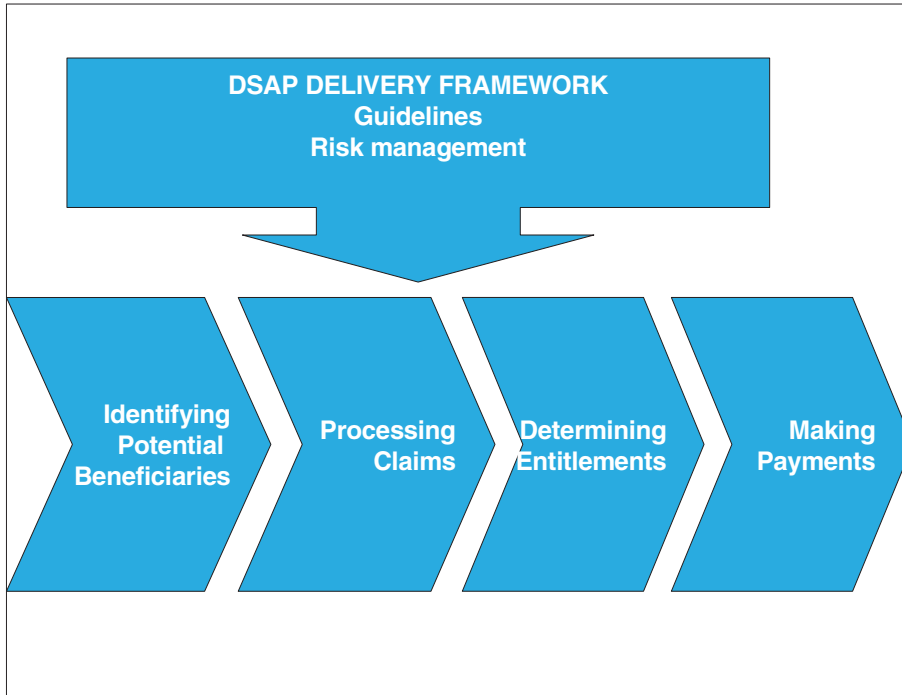 DSAP DELIVERY FRAMEWORK
Guidelines
Risk management
Identifying
Potential
Beneficiaries
Processing
Claims
Determining
Entitlements
Making
Payments